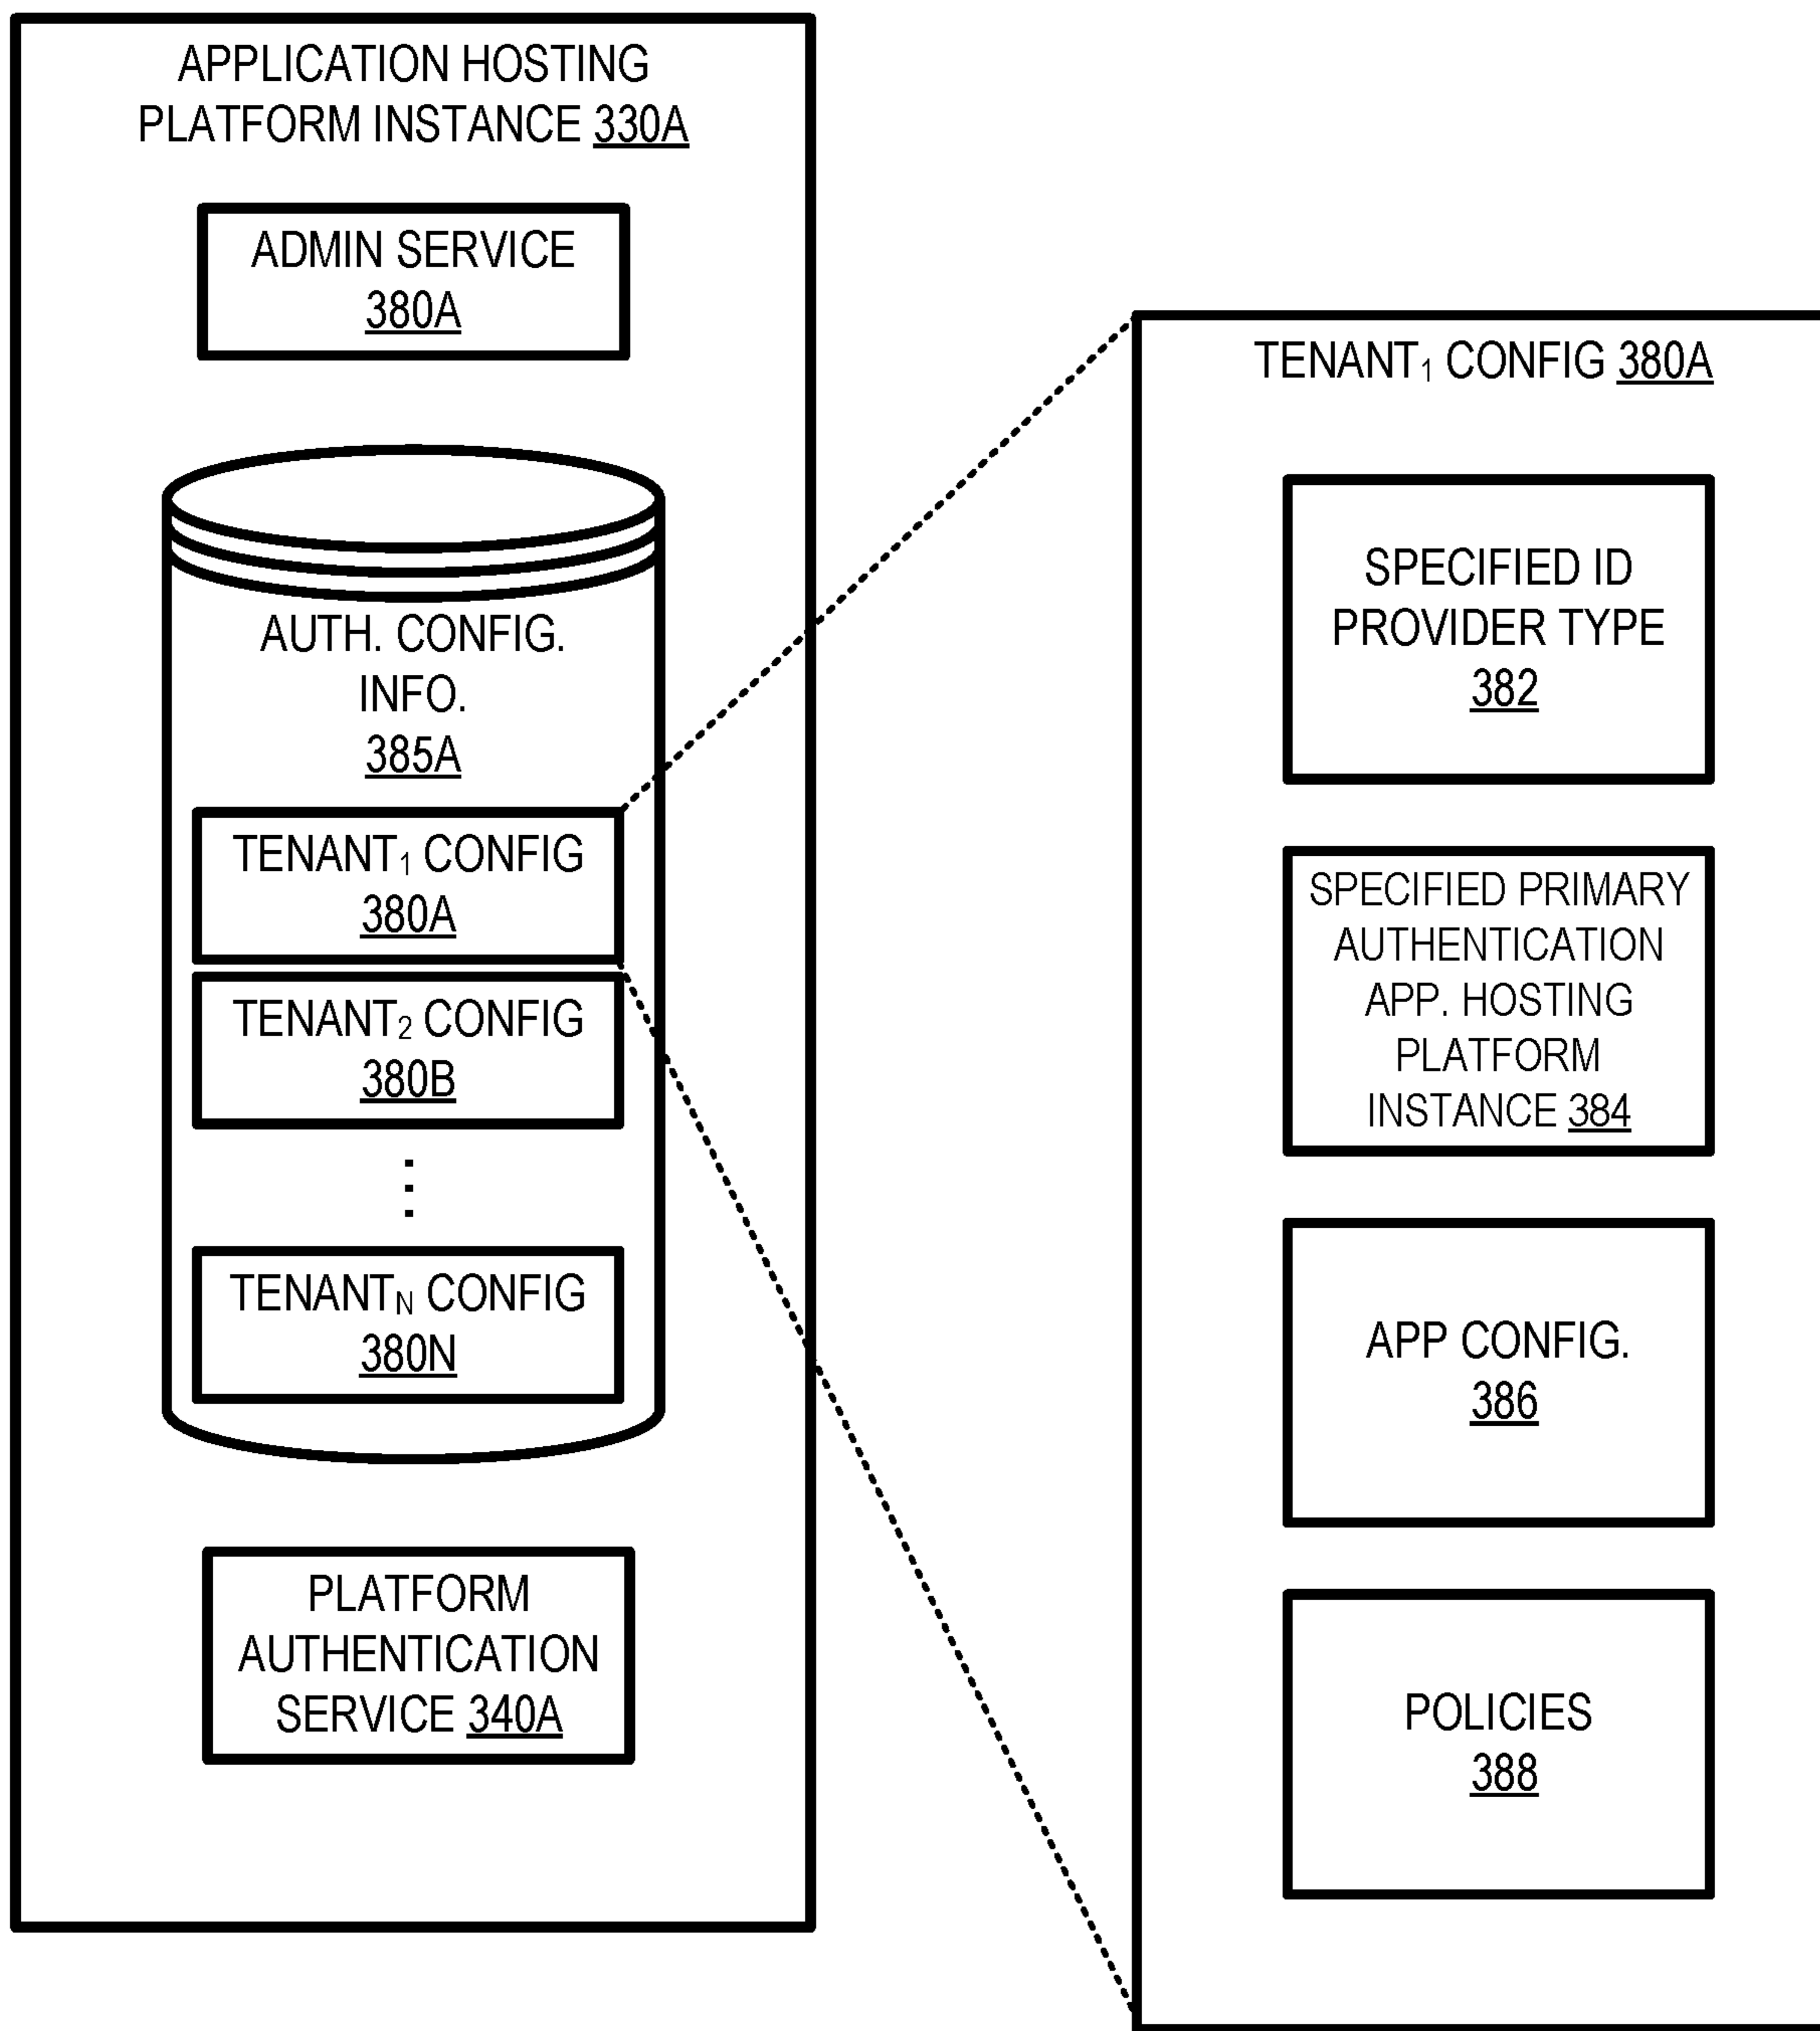 APPLICATION HOSTING
PLATFORM INSTANCE 330A
ADMIN SERVICE
380A
AUTH. CONFIG.
INFO.
385A
TENANT₁ CONFIG
380A
TENANT₂ CONFIG
380B
⋮
TENANT_N CONFIG
380N
PLATFORM
AUTHENTICATION
SERVICE 340A
TENANT₁ CONFIG 380A
SPECIFIED ID
PROVIDER TYPE
382
SPECIFIED PRIMARY
AUTHENTICATION
APP. HOSTING
PLATFORM
INSTANCE 384
APP CONFIG.
386
POLICIES
388